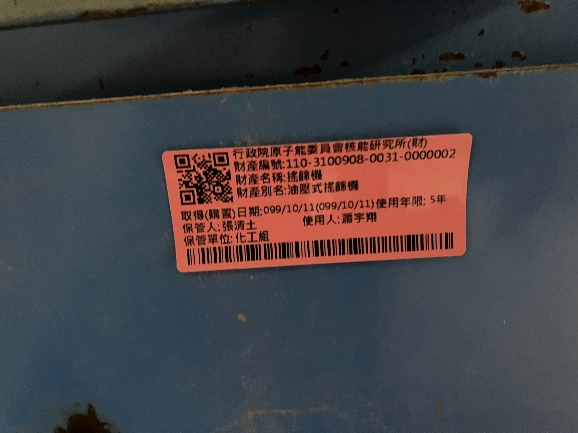 行政院原子能委員會核能研究所(財)
財產編號:110-3100908-0031-0000002
財產名稱:搖篩機
財產別名:油壓式搖篩機
取得(購置)日期:099/10/11(099/10/11)使用年限: 5年
保管人:張清土 使用人:蕭宇翔
保管單位:化工組